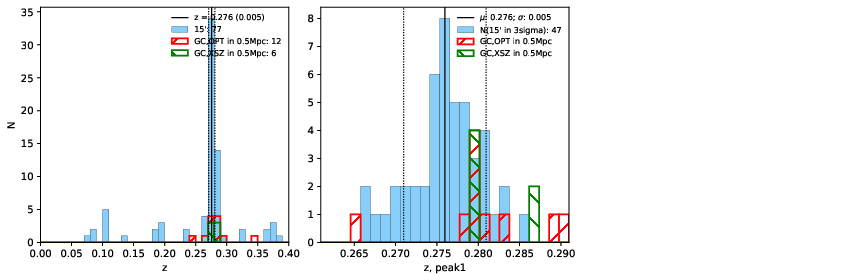 z = 0.276 (0.005)
15': 77
GC,OPT in 0.5Mpc: 12
GC,XSZ in 0.5Mpc: 6
N
35
30
25
20
15
10
5
0
0.00 0.05 0.10 0.15 0.20 0.25 0.30 0.35 0.40
z
μ: 0.276; σ: 0.005
N(15' in 3sigma): 47
GC,OPT in 0.5Mpc
GC,XSZ in 0.5Mpc
8
7
6
5
4
3
2
1
0
0.265 0.270 0.275 0.280 0.285 0.290
z, peak1